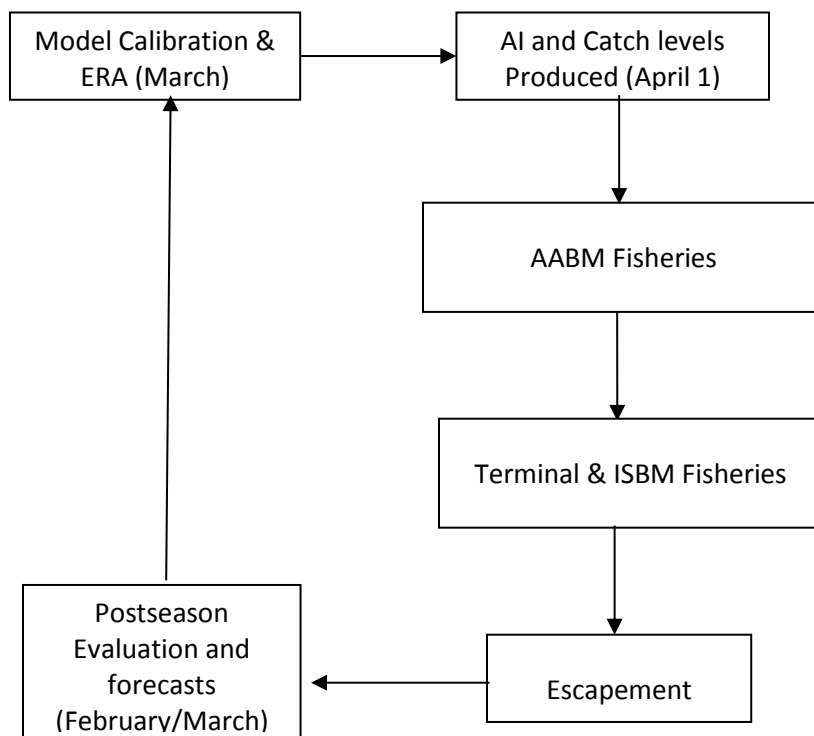 Model Calibration &
ERA (March)
AI and Catch levels
Produced (April 1)
AABM Fisheries
Terminal & ISBM Fisheries
Escapement
Postseason
Evaluation and
forecasts
(February/March)